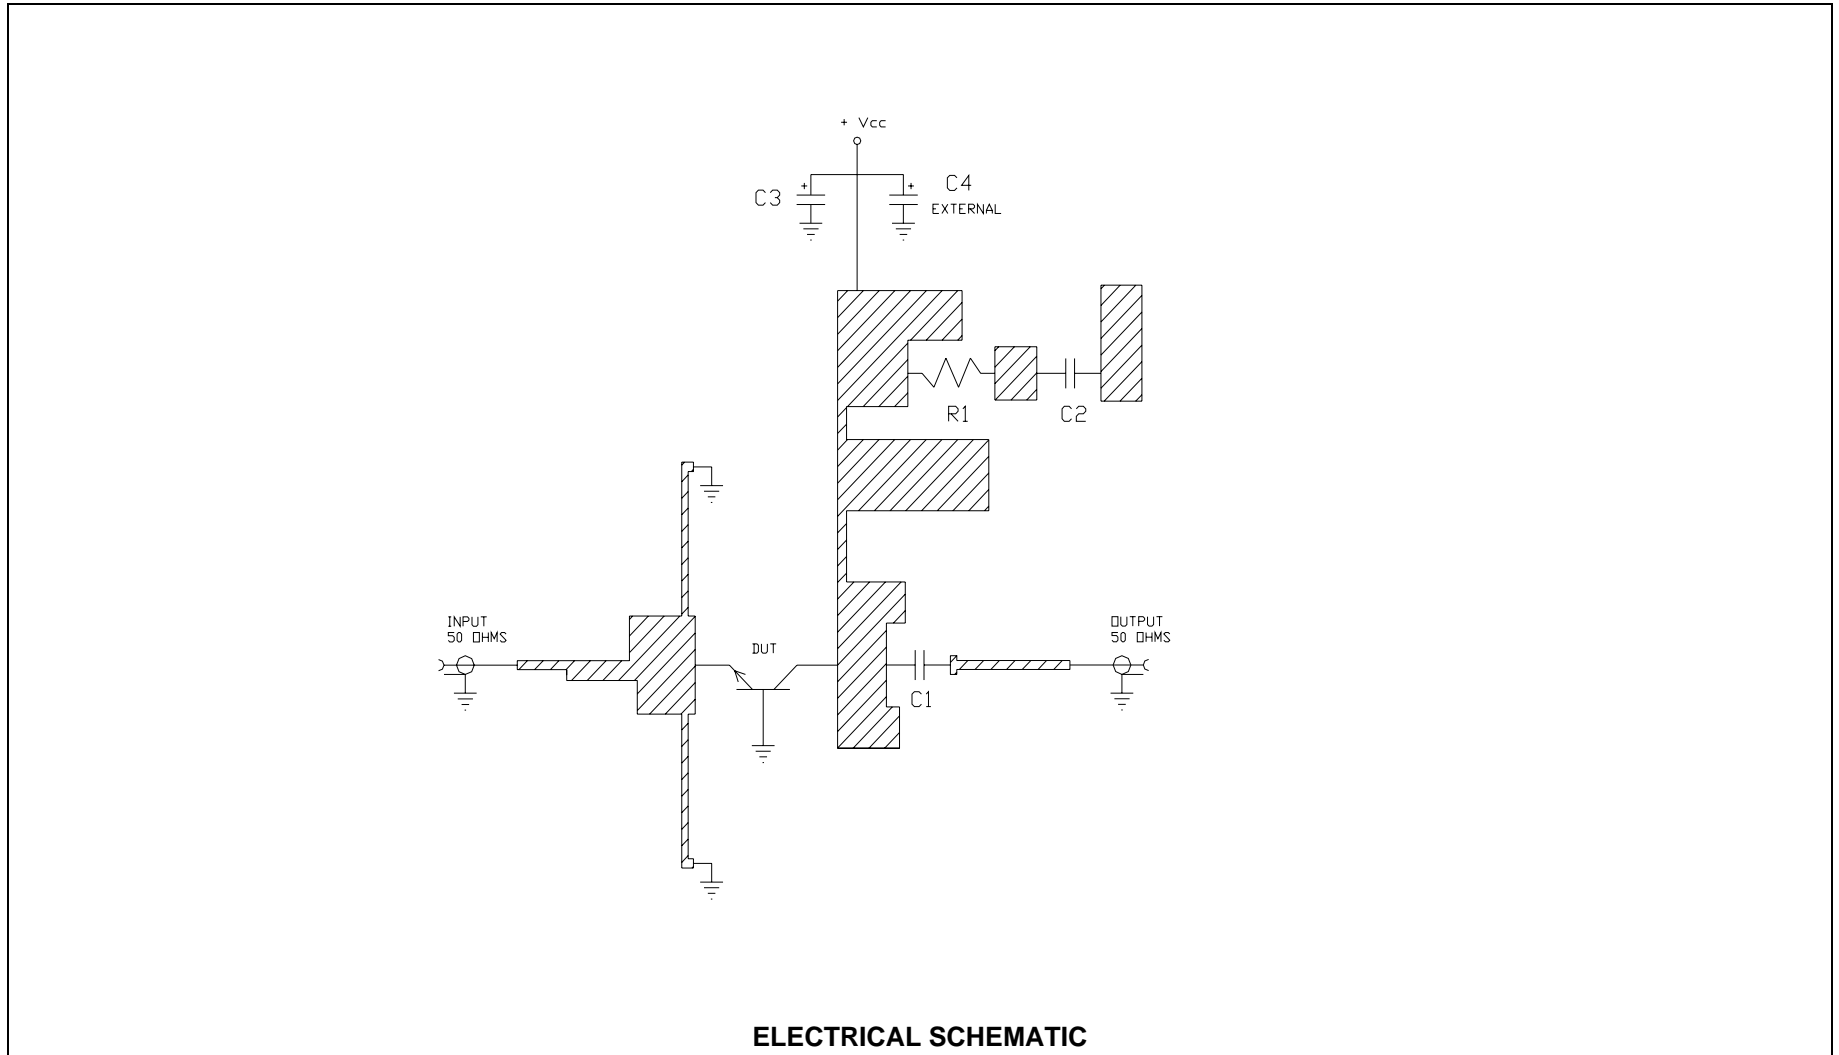 + Vcc
+
+
C3
C4
EXTERNAL
R1
C2
INPUT
50 OHMS
DUT
OUTPUT
50 OHMS
C1
ELECTRICAL SCHEMATIC